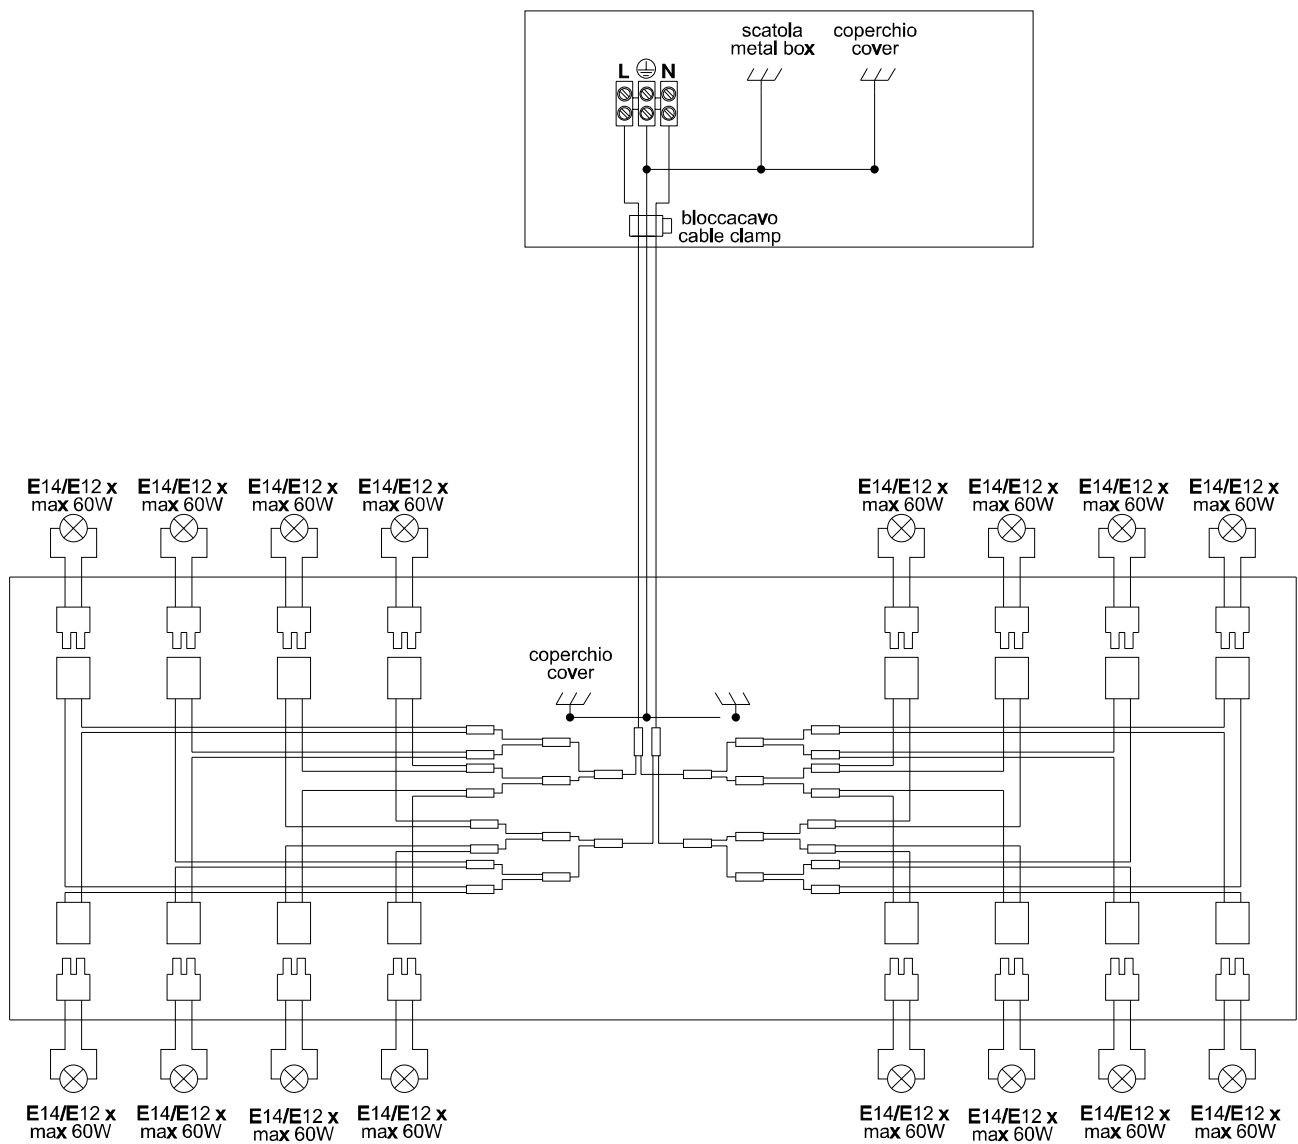 scatola
metal box
coperchio
cover
L N
bloccacavo
cable clamp
E14/E12 x
max 60W
E14/E12 x
max 60W
E14/E12 x
max 60W
E14/E12 x
max 60W
E14/E12 x
max 60W
E14/E12 x
max 60W
E14/E12 x
max 60W
E14/E12 x
max 60W
coperchio
cover
E14/E12 x
max 60W
E14/E12 x
max 60W
E14/E12 x
max 60W
E14/E12 x
max 60W
E14/E12 x
max 60W
E14/E12 x
max 60W
E14/E12 x
max 60W
E14/E12 x
max 60W